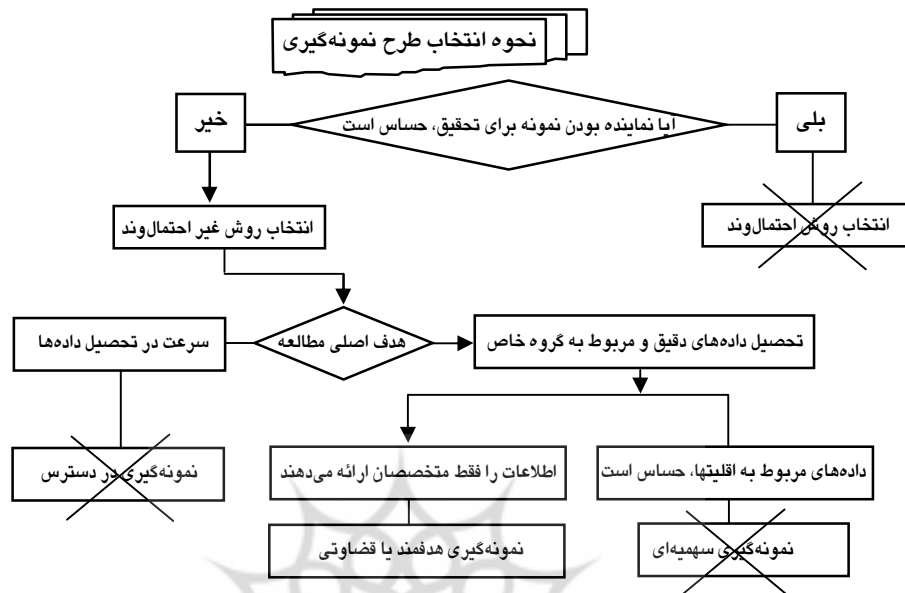 نحوه انتخاب طرح نمونه‌گیری
بلی
آیا نماینده بودن نمونه برای تحقیق، حساس است
خیر
انتخاب روش احتمال‌وند
انتخاب روش غیر احتمال‌وند
تحصیل داده‌های دقیق و مربوط به گروه خاص
هدف اصلی مطالعه
سرعت در تحصیل داده‌ها
داده‌های مربوط به اقلیتها، حساس است
اطلاعات را فقط متخصصان ارائه می‌دهند
نمونه‌گیری در دسترس
نمونه‌گیری سهمیه‌ای
نمونه‌گیری هدفمند یا قضاوتی